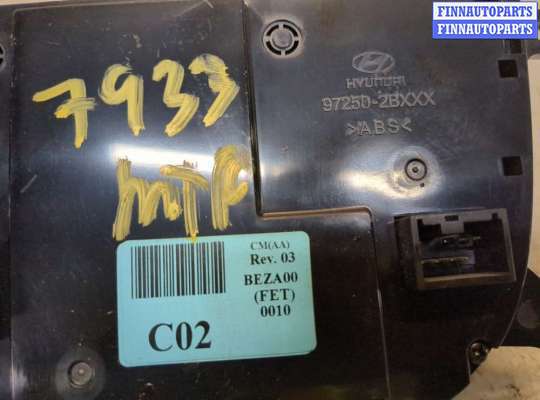 FINNAUTOPARTS
FINNAUTOPARTS
HYUNDAI
97250-2BXXX
>ABS<
7933
MTP
CM(AA)
Rev. 03
BEZA00
(FET)
0010
C02